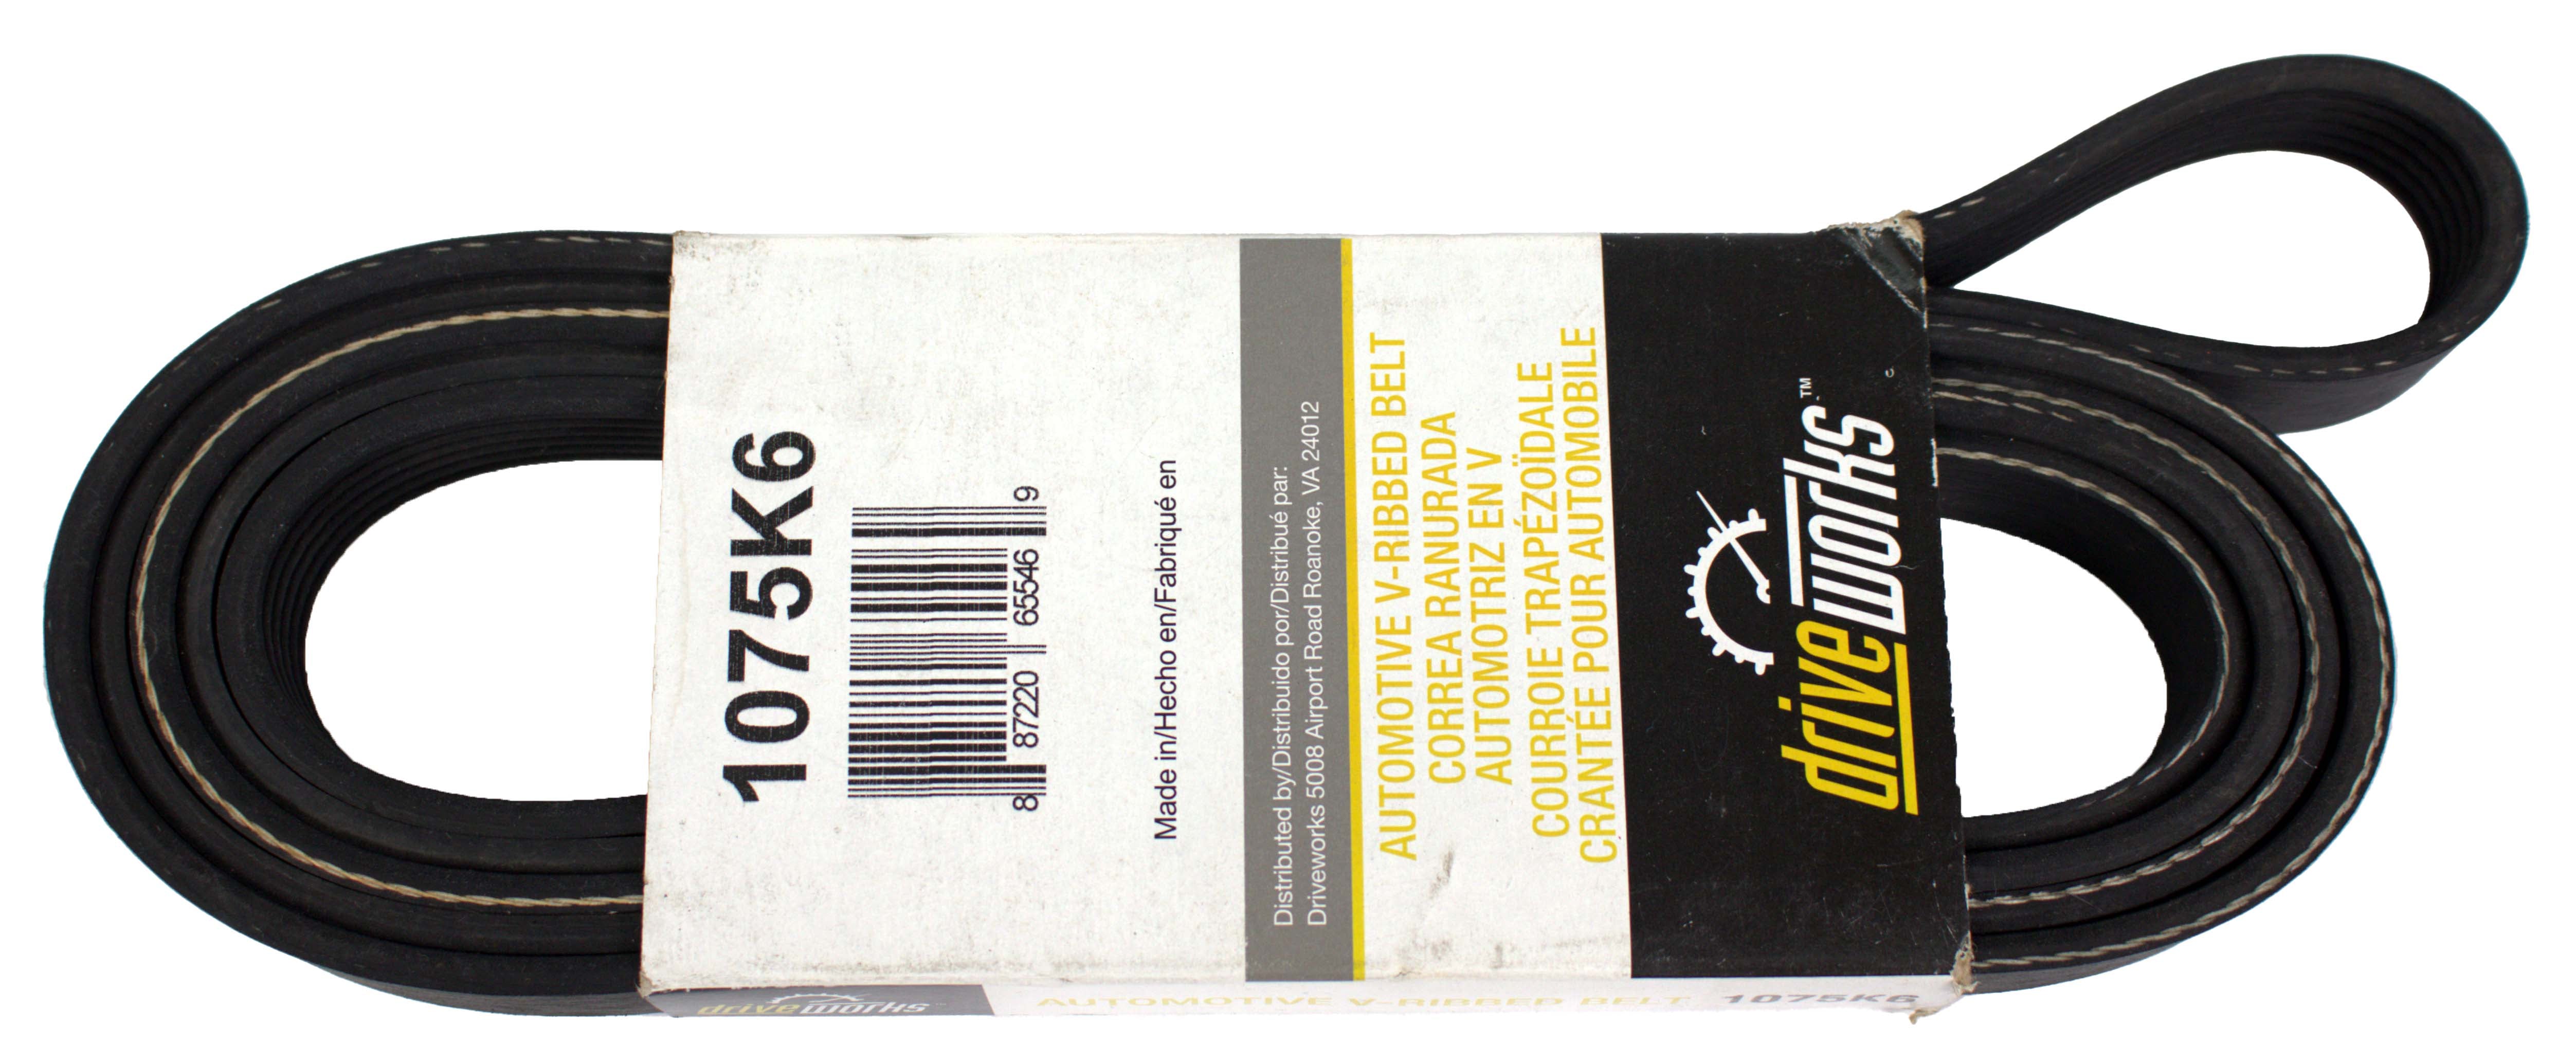 1075K6
8 87220 65546 9
Made in/Hecho en/Fabriqué en
Distributed by/Distribuido por/Distribué par:
Driveworks 5008 Airport Road Roanoke, VA 24012
AUTOMOTIVE V-RIBBED BELT
CORREA RANURADA
AUTOMOTRIZ EN V
COURROIE TRAPÉZOÏDALE
CRANTÉE POUR AUTOMOBILE
driveworks™
driveworks™ AUTOMOTIVE V-RIBBED BELT 1075K6